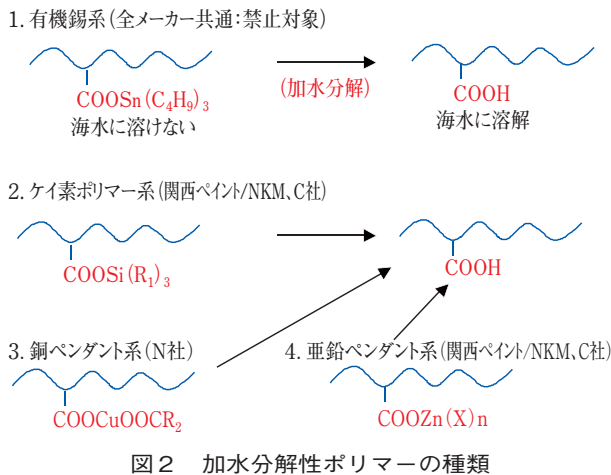 1. 有機錫系(全メーカー共通:禁止対象)
COOSn(C₄H₉)₃
海水に溶けない
(加水分解)
COOH
海水に溶解
2. ケイ素ポリマー系(関西ペイント/NKM、C社)
COOSi(R₁)₃
COOH
3. 銅ペンダント系(N社)
COOCuOOCR₂
4. 亜鉛ペンダント系(関西ペイント/NKM、C社)
COOZn(X)n
図2 加水分解性ポリマーの種類